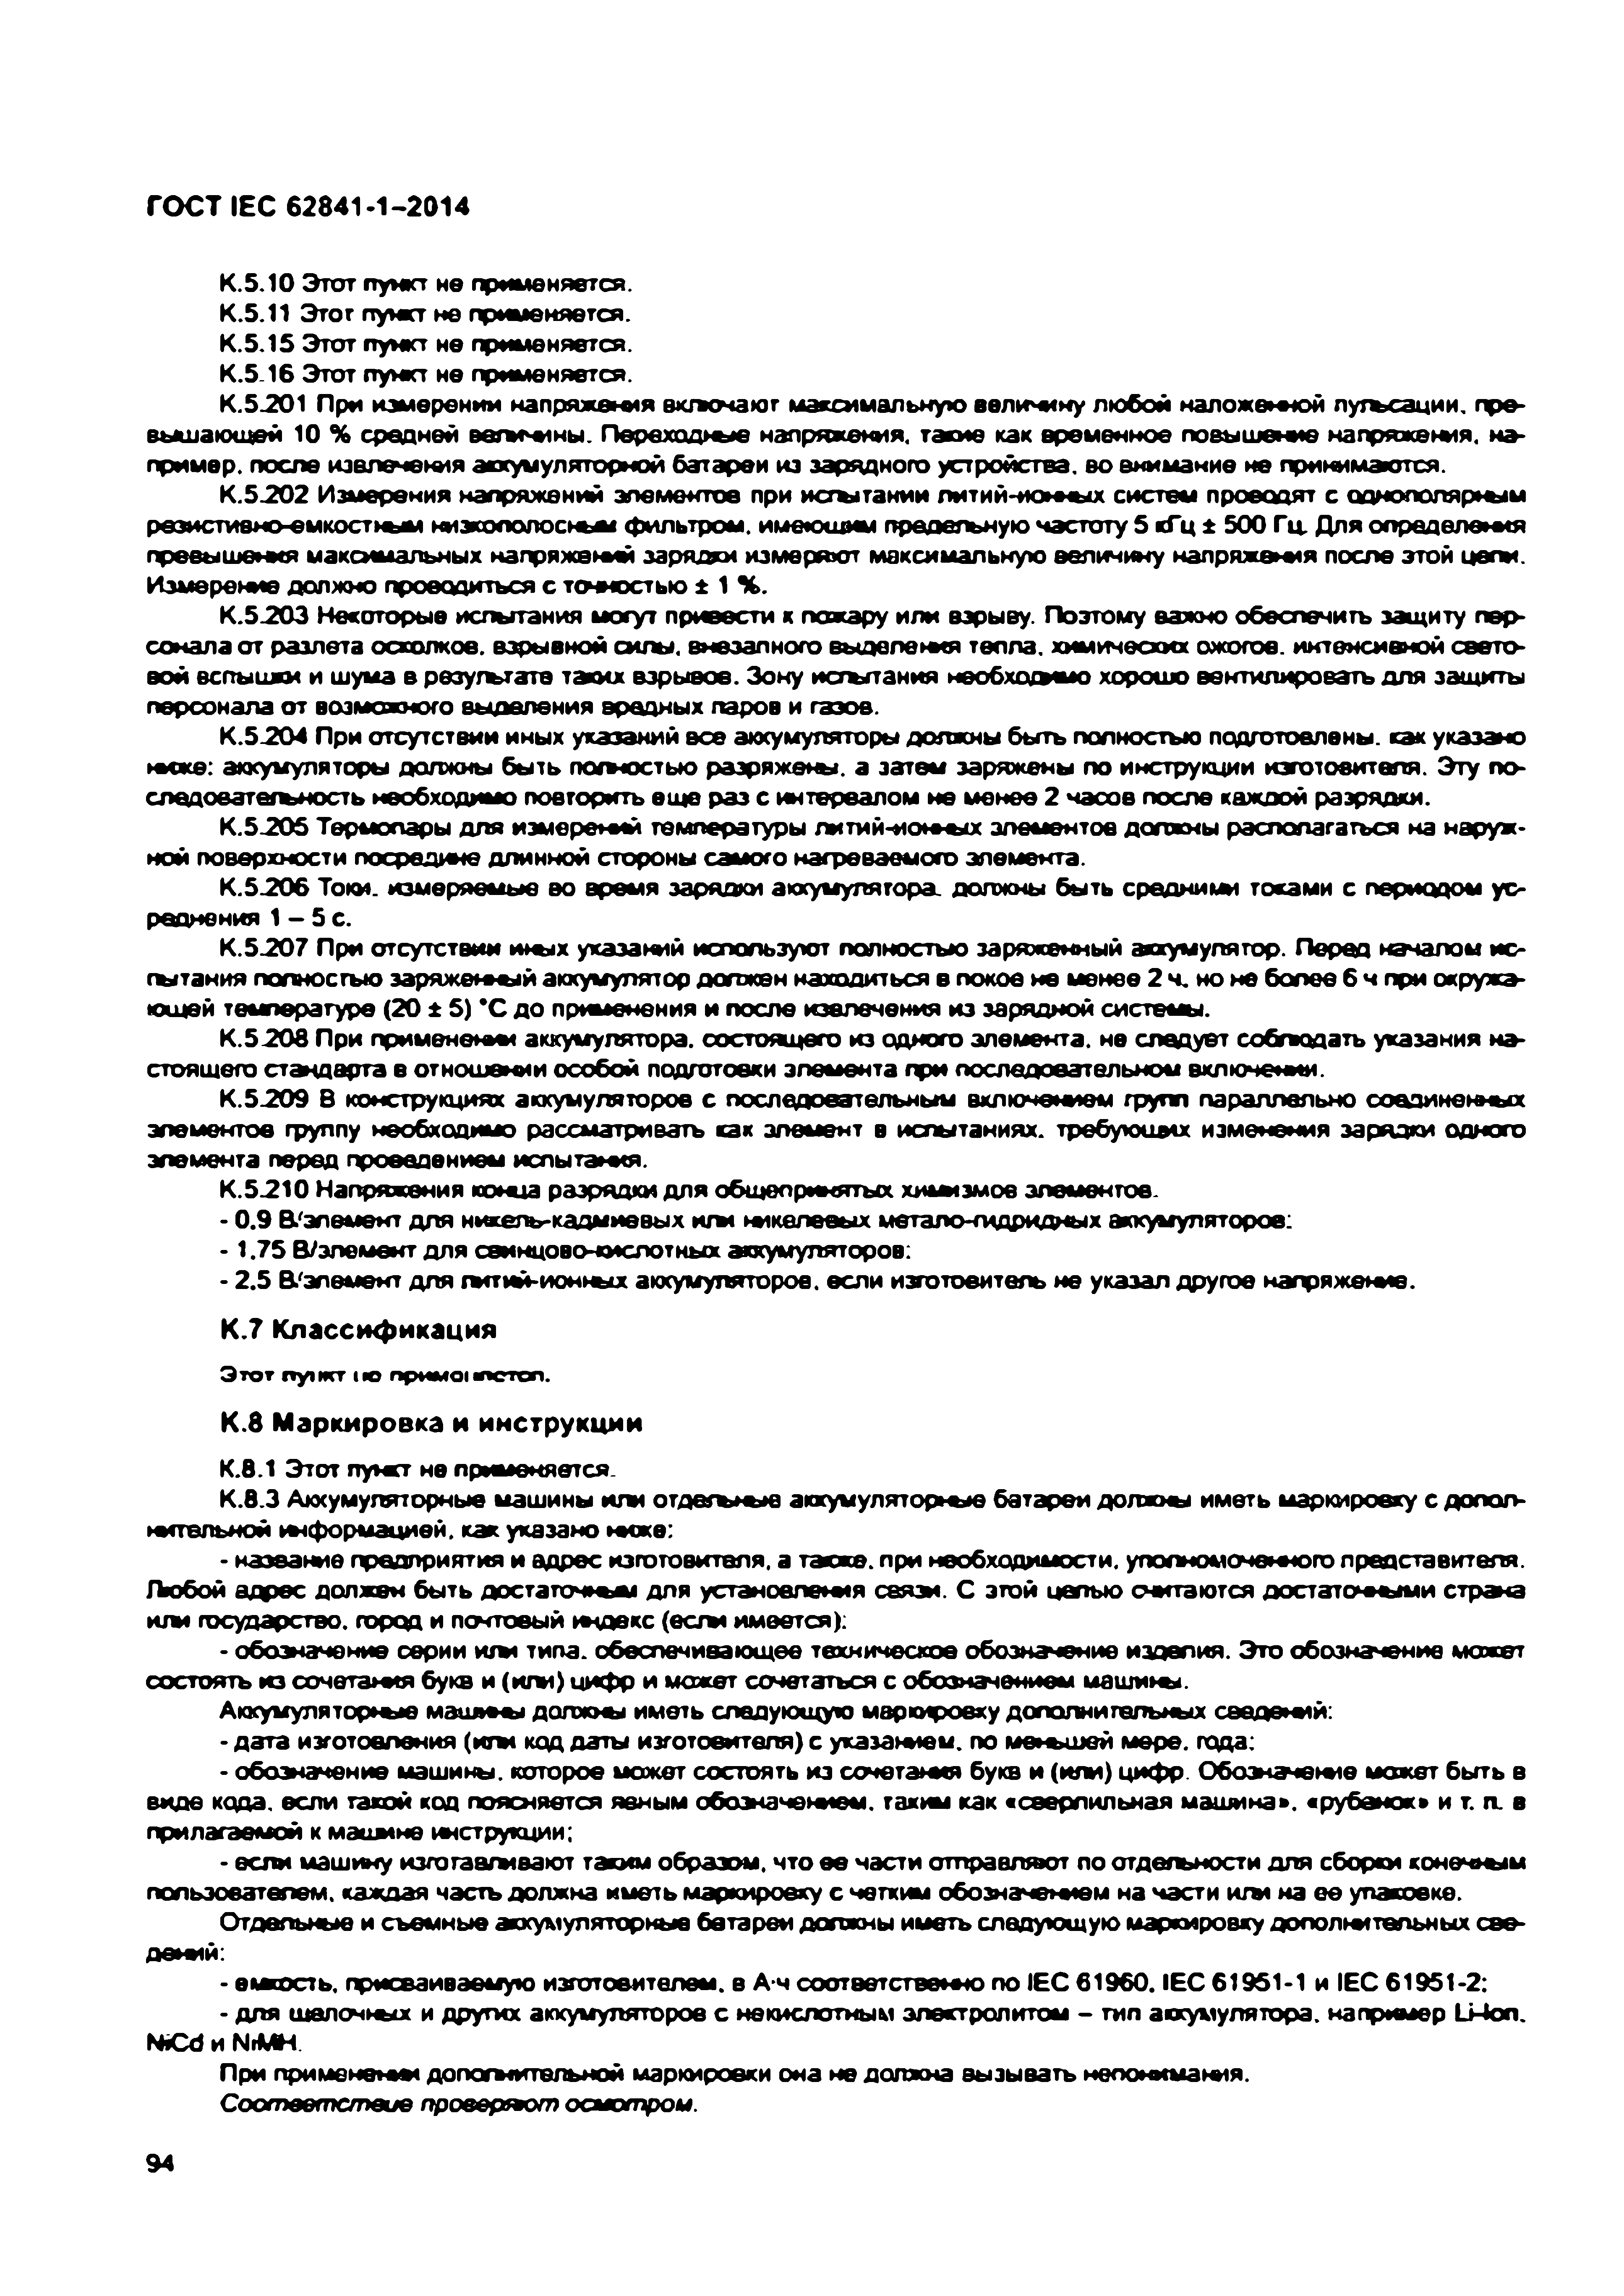 ГОСТ IEC 62841-1–2014
К.5.10 Этот пункт не применяется.
К.5.11 Этот пункт не применяется.
К.5.15 Этот пункт не применяется.
К.5.16 Этот пункт не применяется.
К.5.201 При измерении напряжения включают максимальную величину любой наложенной пульсации, пре-
вышающей 10 % средней величины. Переходные напряжения, такие как временное повышение напряжения, на-
пример, после извлечения аккумуляторной батареи из зарядного устройства, во внимание не принимаются.
К.5.202 Измерения напряжений элементов при испытании литий-ионных систем проводят с однополярным
резистивно-емкостным низкополосным фильтром, имеющим предельную частоту 5 кГц ± 500 Гц. Для определения
превышения максимальных напряжений зарядки измеряют максимальную величину напряжения после этой цепи.
Измерение должно проводиться с точностью ± 1 %.
К.5.203 Некоторые испытания могут привести к пожару или взрыву. Поэтому важно обеспечить защиту пер-
сонала от разлета осколков, взрывной силы, внезапного выделения тепла, химических ожогов, интенсивной свето-
вой вспышки и шума в результате таких взрывов. Зону испытания необходимо хорошо вентилировать для защиты
персонала от возможного выделения вредных паров и газов.
К.5.204 При отсутствии иных указаний все аккумуляторы должны быть полностью подготовлены, как указано
ниже: аккумуляторы должны быть полностью разряжены, а затем заряжены по инструкции изготовителя. Эту по-
следовательность необходимо повторить еще раз с интервалом не менее 2 часов после каждой разрядки.
К.5.205 Термопары для измерений температуры литий-ионных элементов должны располагаться на наруж-
ной поверхности посредине длинной стороны самого нагреваемого элемента.
К.5.206 Токи, измеряемые во время зарядки аккумулятора, должны быть средними токами с периодом ус-
реднения 1 – 5 с.
К.5.207 При отсутствии иных указаний используют полностью заряженный аккумулятор. Перед началом ис-
пытания полностью заряженный аккумулятор должен находиться в покое не менее 2 ч, но не более 6 ч при окружа-
ющей температуре (20 ± 5) °С до применения и после извлечения из зарядной системы.
К.5.208 При применении аккумулятора, состоящего из одного элемента, не следует соблюдать указания на-
стоящего стандарта в отношении особой подготовки элемента при последовательном включении.
К.5.209 В конструкциях аккумуляторов с последовательным включением групп параллельно соединенных
элементов группу необходимо рассматривать как элемент в испытаниях, требующих изменения зарядки одного
элемента перед проведением испытания.
К.5.210 Напряжения конца разрядки для общепринятых химизмов элементов.
- 0,9 В/элемент для никель-кадмиевых или никелевых метало-гидридных аккумуляторов;
- 1,75 В/элемент для свинцово-кислотных аккумуляторов;
- 2,5 В/элемент для литий-ионных аккумуляторов, если изготовитель не указал другое напряжение.
К.7 Классификация
Этот пункт не применяется.
К.8 Маркировка и инструкции
К.8.1 Этот пункт не применяется.
К.8.3 Аккумуляторные машины или отдельные аккумуляторные батареи должны иметь маркировку с допол-
нительной информацией, как указано ниже:
- название предприятия и адрес изготовителя, а также, при необходимости, уполномоченного представителя.
Любой адрес должен быть достаточным для установления связи. С этой целью считаются достаточными страна
или государство, город и почтовый индекс (если имеется);
- обозначение серии или типа, обеспечивающее техническое обозначение изделия. Это обозначение может
состоять из сочетания букв и (или) цифр и может сочетаться с обозначением машины.
Аккумуляторные машины должны иметь следующую маркировку дополнительных сведений:
- дата изготовления (или код даты изготовителя) с указанием, по меньшей мере, года;
- обозначение машины, которое может состоять из сочетания букв и (или) цифр. Обозначение может быть в
виде кода, если такой код поясняется явным обозначением, таким как «сверлильная машина», «рубанок» и т. п. в
прилагаемой к машине инструкции;
- если машину изготавливают таким образом, что ее части отправляют по отдельности для сборки конечным
пользователем, каждая часть должна иметь маркировку с четким обозначением на части или на ее упаковке.
Отдельные и съемные аккумуляторные батареи должны иметь следующую маркировку дополнительных све-
дений:
- емкость, присваиваемую изготовителем, в А·ч соответственно по IEC 61960, IEC 61951-1 и IEC 61951-2;
- для щелочных и других аккумуляторов с некислотным электролитом – тип аккумулятора, например Li-Ion,
NiCd и NiMH.
При применении дополнительной маркировки она не должна вызывать непонимания.
Соответствие проверяют осмотром.
94